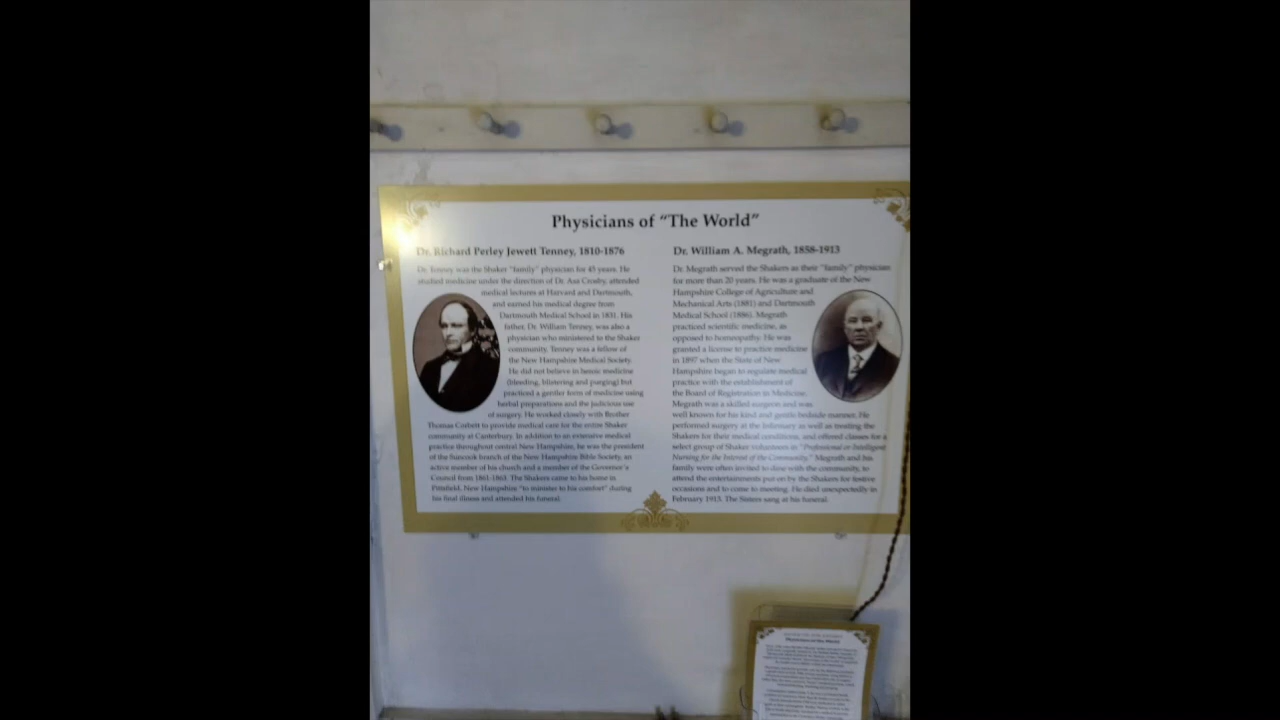 Physicians of "The World"
Dr. Richard Perley Jewett Tenney, 1810-1876
Dr. Tenney was the Shaker "family" physician for 45 years. He
studied medicine under the direction of Dr. Asa Crosby, attended
medical lectures at Harvard and Dartmouth,
and earned his medical degree from
Dartmouth Medical School in 1831. His
father, Dr. William Tenney, was also a
physician who ministered to the Shaker
community. Tenney was a fellow of
the New Hampshire Medical Society.
He did not believe in heroic medicine
(bleeding, blistering and purging) but
practiced a gentler form of medicine using
herbal preparations and the judicious use
of surgery. He worked closely with Brother
Thomas Corbett to provide medical care for the entire Shaker
community at Canterbury. In addition to an extensive medical
practice throughout central New Hampshire, he was the president
of the Suncook branch of the New Hampshire Bible Society, an
active member of his church and a member of the Governor's
Council from 1861-1863. The Shakers came to his home in
Pittsfield, New Hampshire "to minister to his comfort" during
his final illness and attended his funeral.
Dr. William A. Megrath, 1858-1913
Dr. Megrath served the Shakers as their "family" physician
for more than 20 years. He was a graduate of the New
Hampshire College of Agriculture and
Mechanical Arts (1881) and Dartmouth
Medical School (1886). Megrath
practiced scientific medicine, as
opposed to homeopathy. He was
granted a license to practice medicine
in 1897 when the State of New
Hampshire began to regulate medical
practice with the establishment of
the Board of Registration in Medicine.
Megrath was a skilled surgeon and was
well known for his kind and gentle bedside manner. He
performed surgery at the Infirmary as well as treating the
Shakers for their medical conditions, and offered classes for a
select group of Shaker volunteers in "Professional or Intelligent
Nursing for the Interest of the Community." Megrath and his
family were often invited to dine with the community, to
attend the entertainments put on by the Shakers for festive
occasions and to come to meeting. He died unexpectedly in
February 1913. The Sisters sang at his funeral.
Physicians of the World